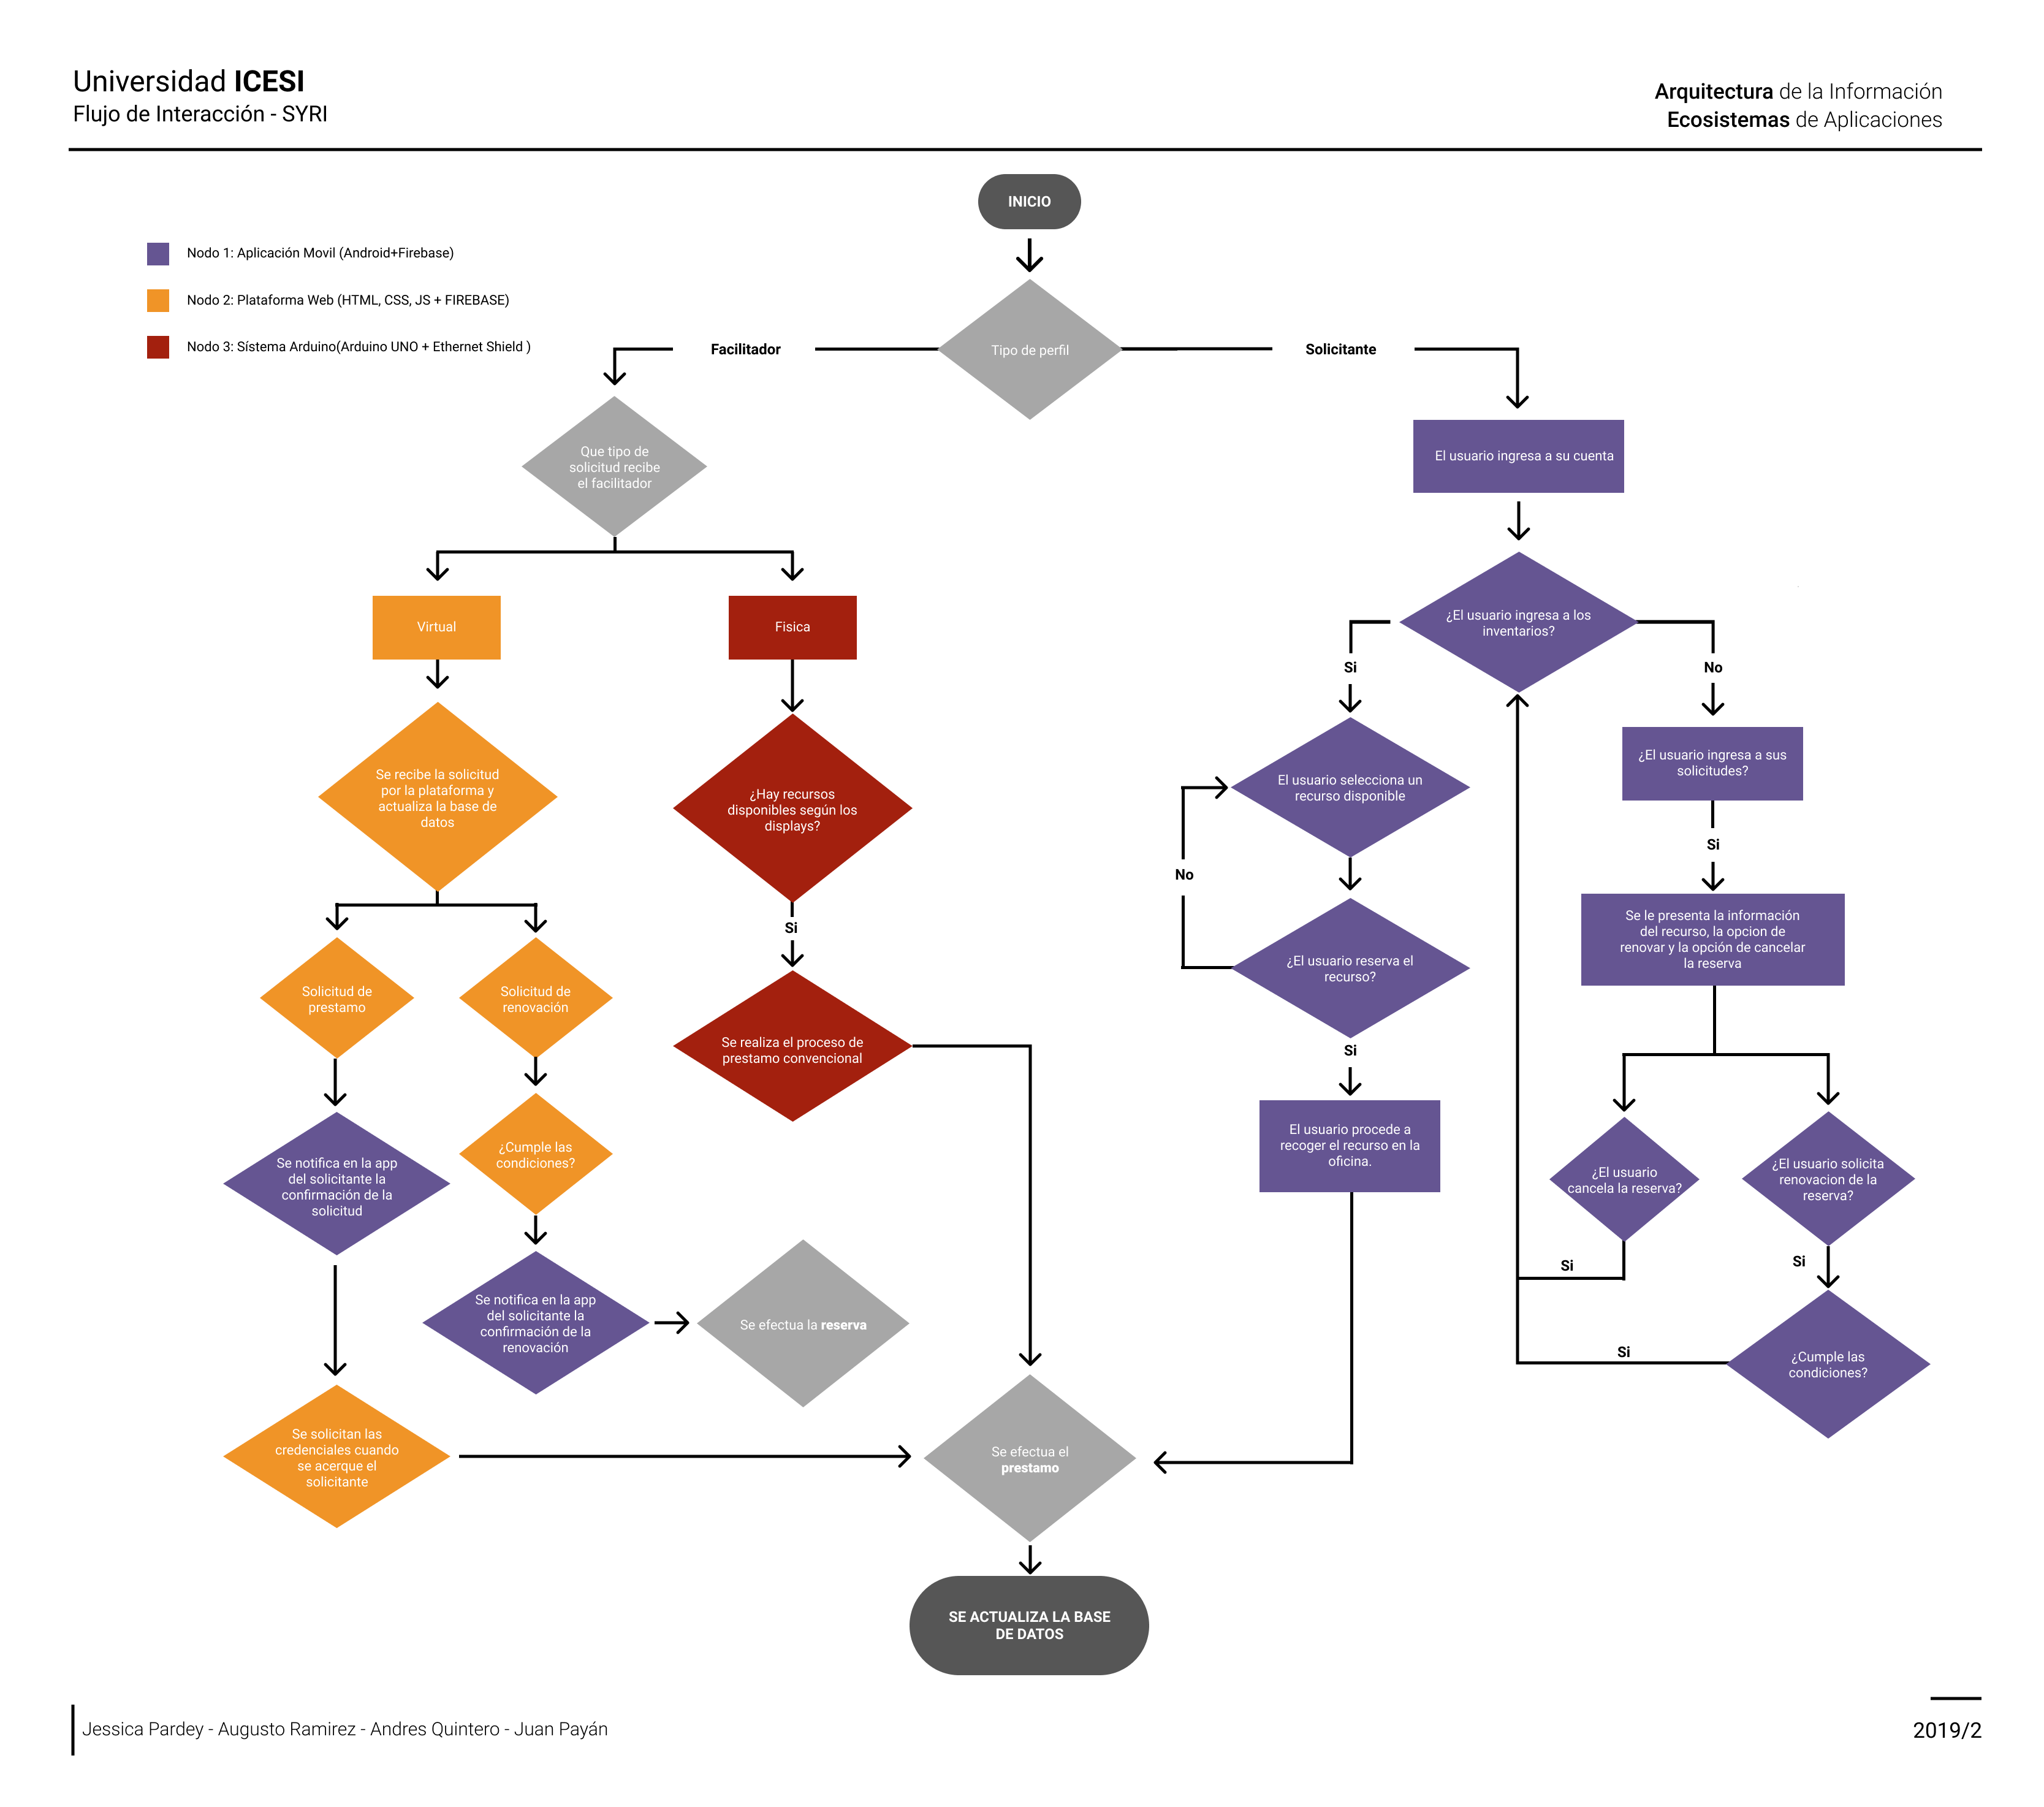 Universidad ICESI
Flujo de Interacción - SYRI
Arquitectura de la Información
Ecosistemas de Aplicaciones
INICIO
Nodo 1: Aplicación Movil (Android+Firebase)
Nodo 2: Plataforma Web (HTML, CSS, JS + FIREBASE)
Nodo 3: Sístema Arduino(Arduino UNO + Ethernet Shield )
Facilitador
Tipo de perfil
Solicitante
Que tipo de
solicitud recibe
el facilitador
El usuario ingresa a su cuenta
Virtual
Fisica
¿El usuario ingresa a los
inventarios?
Si
No
Se recibe la solicitud
por la plataforma y
actualiza la base de
datos
¿Hay recursos
disponibles según los
displays?
El usuario selecciona un
recurso disponible
¿El usuario ingresa a sus
solicitudes?
Si
No
Si
Se le presenta la información
del recurso, la opcion de
renovar y la opción de cancelar
la reserva
Solicitud de
prestamo
Solicitud de
renovación
Se realiza el proceso de
prestamo convencional
¿El usuario reserva el
recurso?
Si
Se notifica en la app
del solicitante la
confirmación de la
solicitud
¿Cumple las
condiciones?
El usuario procede a
recoger el recurso en la
oficina.
¿El usuario
cancela la reserva?
¿El usuario solicita
renovacion de la
reserva?
Si
Si
Se notifica en la app
del solicitante la
confirmación de la
renovación
Se efectua la reserva
Si
¿Cumple las
condiciones?
Se solicitan las
credenciales cuando
se acerque el
solicitante
Se efectua el
prestamo
SE ACTUALIZA LA BASE
DE DATOS
Jessica Pardey - Augusto Ramirez - Andres Quintero - Juan Payán
2019/2